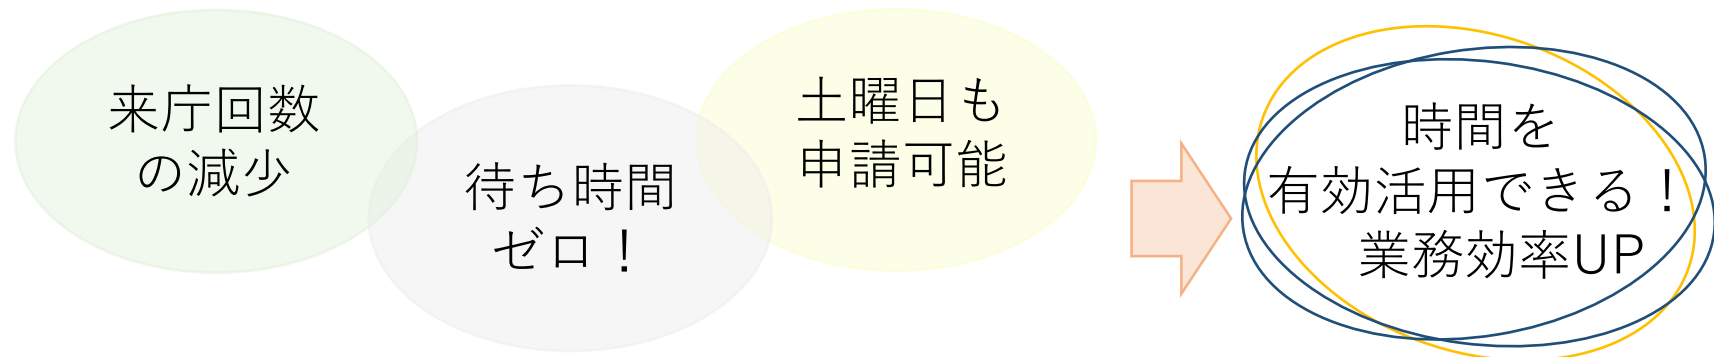 来庁回数
の減少
待ち時間
ゼロ！
土曜日も
申請可能
時間を
有効活用できる！
業務効率UP